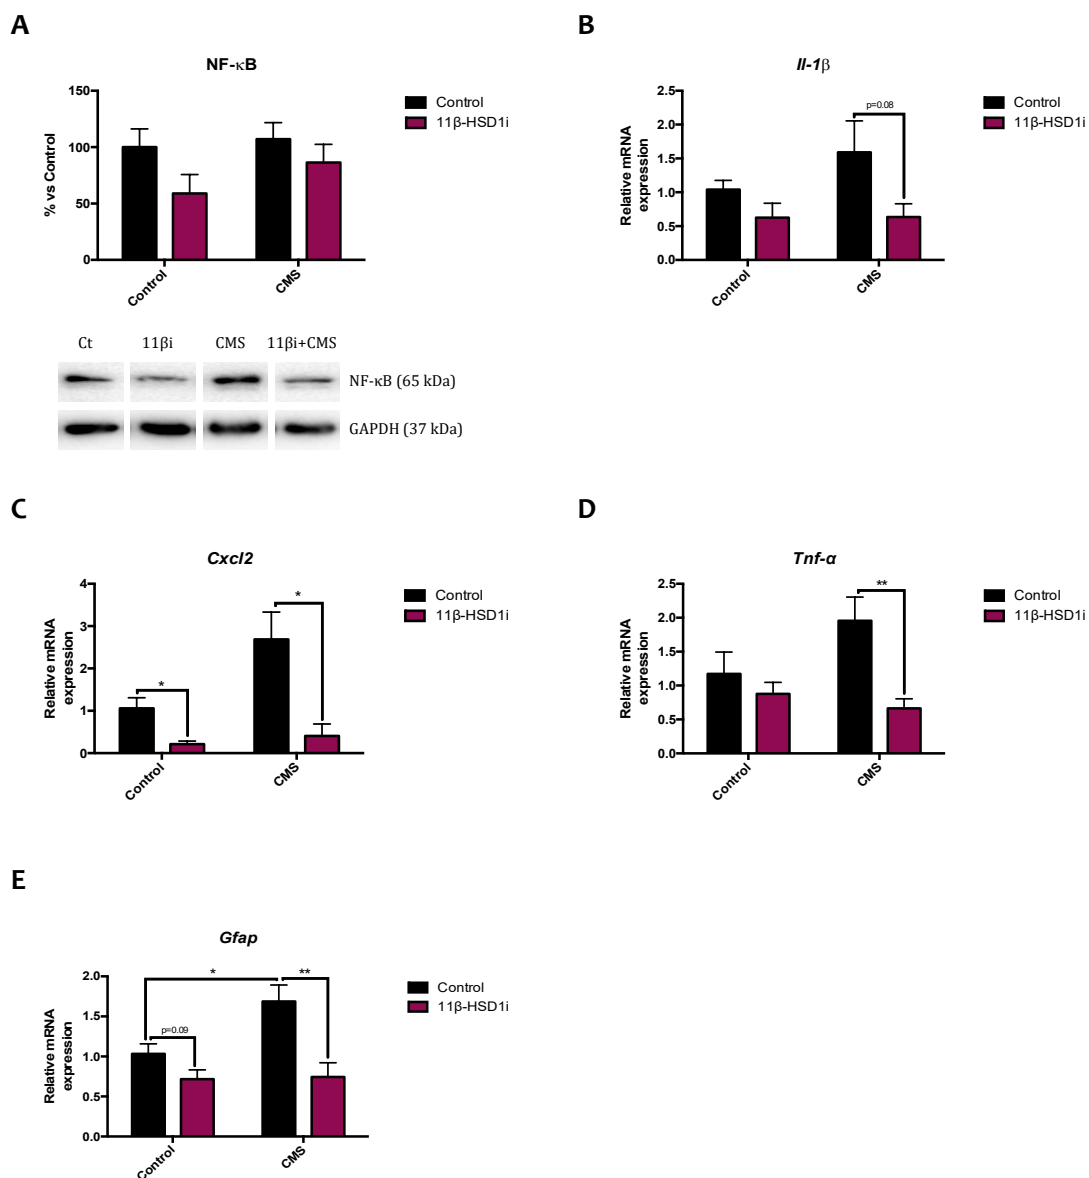 A
NF-κB
% vs Control
150
100
50
0
Control
CMS
Control
11β-HSD1i
Ct 11βi CMS 11βi+CMS
NF-κB (65 kDa)
GAPDH (37 kDa)
B
Il-1β
Relative mRNA
expression
2.5
2.0
1.5
1.0
0.5
0.0
p=0.08
Control
CMS
Control
11β-HSD1i
C
Cxcl2
Relative mRNA
expression
4
3
2
1
0
*
*
Control
CMS
Control
11β-HSD1i
D
Tnf-α
Relative mRNA
expression
2.5
2.0
1.5
1.0
0.5
0.0
**
Control
CMS
Control
11β-HSD1i
E
Gfap
Relative mRNA
expression
2.0
1.5
1.0
0.5
0.0
*
**
p=0.09
Control
CMS
Control
11β-HSD1i